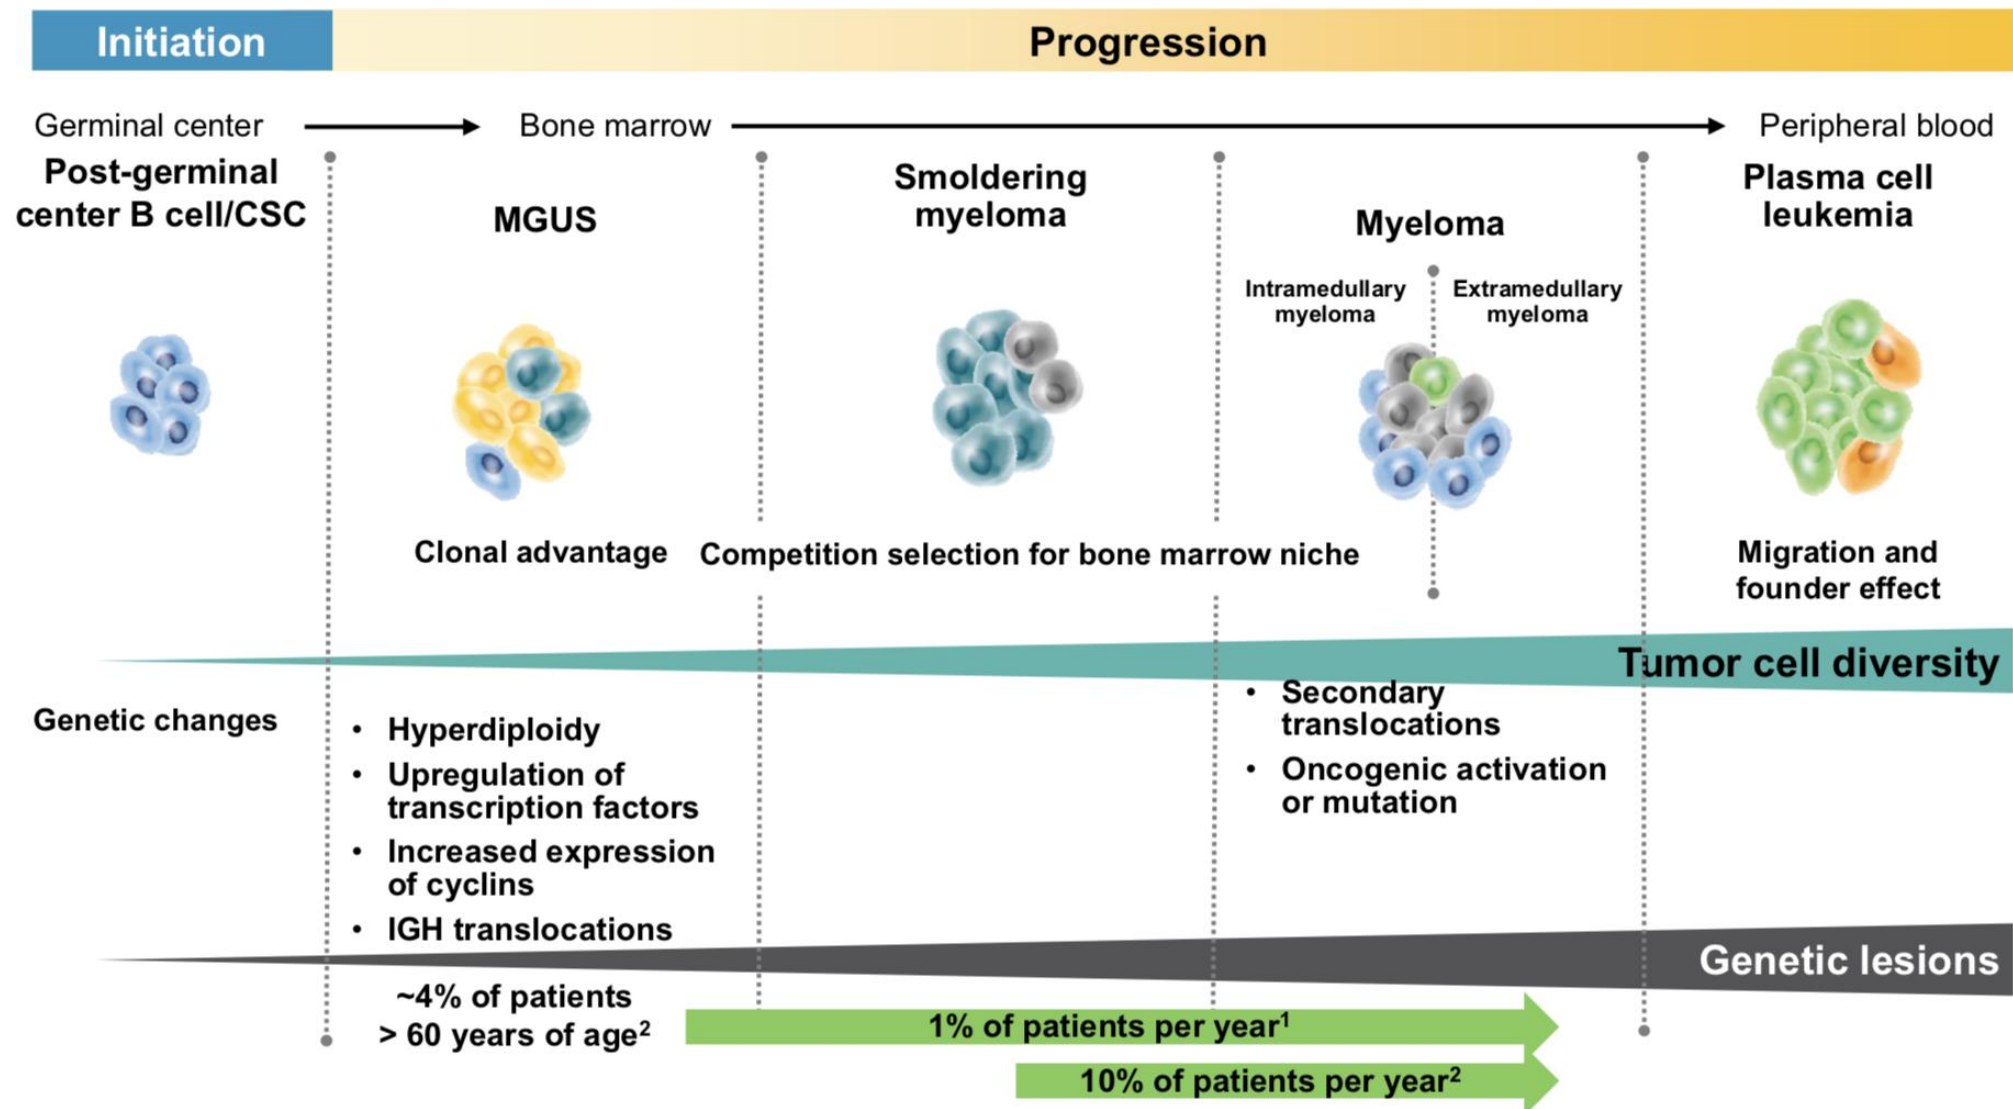 Initiation
Progression
Germinal center
Bone marrow
Peripheral blood
Post-germinal
center B cell/CSC
MGUS
Smoldering
myeloma
Myeloma
Intramedullary
myeloma
Extramedullary
myeloma
Plasma cell
leukemia
Clonal advantage
Competition selection for bone marrow niche
Migration and
founder effect
Tumor cell diversity
Genetic changes
• Hyperdiploidy
• Upregulation of
transcription factors
• Increased expression
of cyclins
• IGH translocations
• Secondary
translocations
• Oncogenic activation
or mutation
Genetic lesions
~4% of patients
> 60 years of age²
1% of patients per year¹
10% of patients per year²